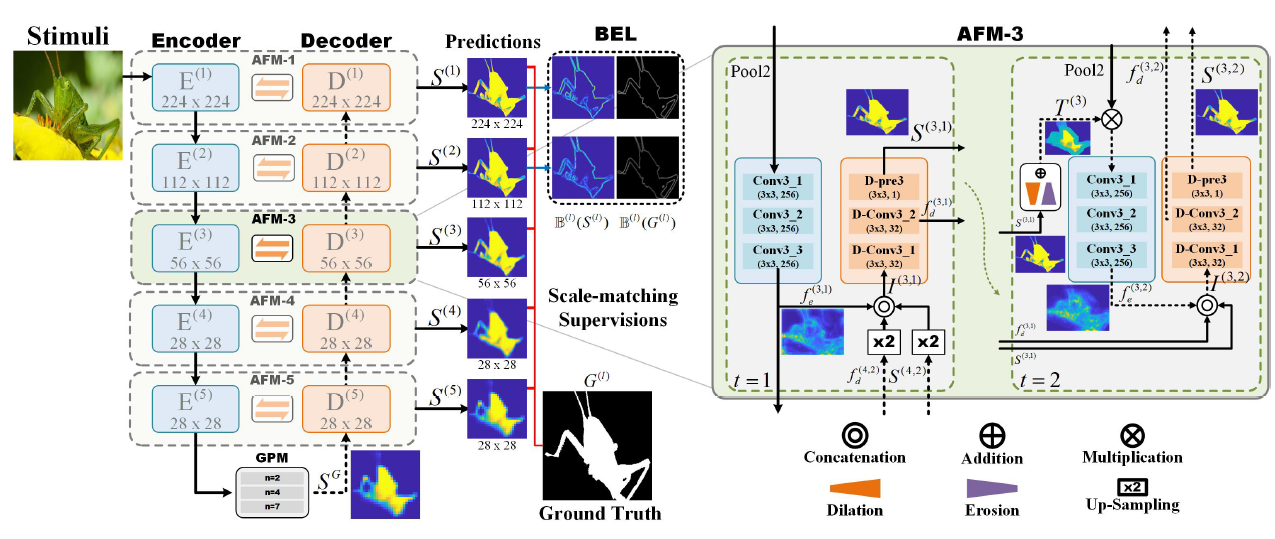 Stimuli
Encoder
Decoder
Predictions
BEL
AFM-3
AFM-1
E^(1)
224 x 224
D^(1)
224 x 224
S^(1)
224 x 224
AFM-2
E^(2)
112 x 112
D^(2)
112 x 112
S^(2)
112 x 112
𝔹^(l)(S^(l))
𝔹^(l)(G^(l))
AFM-3
E^(3)
56 x 56
D^(3)
56 x 56
S^(3)
56 x 56
Scale-matching
Supervisions
AFM-4
E^(4)
28 x 28
D^(4)
28 x 28
S^(4)
28 x 28
AFM-5
E^(5)
28 x 28
D^(5)
28 x 28
S^(5)
28 x 28
G^(l)
Ground Truth
GPM
n=2
n=4
n=7
S^G
Pool2
S^(3,1)
Conv3_1
(3x3, 256)
Conv3_2
(3x3, 256)
Conv3_3
(3x3, 256)
D-pre3
(3x3, 1)
D-Conv3_2
(3x3, 32)
D-Conv3_1
(3x3, 32)
f_d^(3,1)
I^(3,1)
f_e^(3,1)
x2
x2
f_d^(4,2)
S^(4,2)
t = 1
Pool2
f_d^(3,2)
S^(3,2)
T^(3)
S^(3,1)
Conv3_1
(3x3, 256)
Conv3_2
(3x3, 256)
Conv3_3
(3x3, 256)
D-pre3
(3x3, 1)
D-Conv3_2
(3x3, 32)
D-Conv3_1
(3x3, 32)
I^(3,2)
f_e^(3,2)
f_d^(3,1)
S^(3,1)
t = 2
Concatenation
Addition
Multiplication
Dilation
Erosion
x2
Up-Sampling